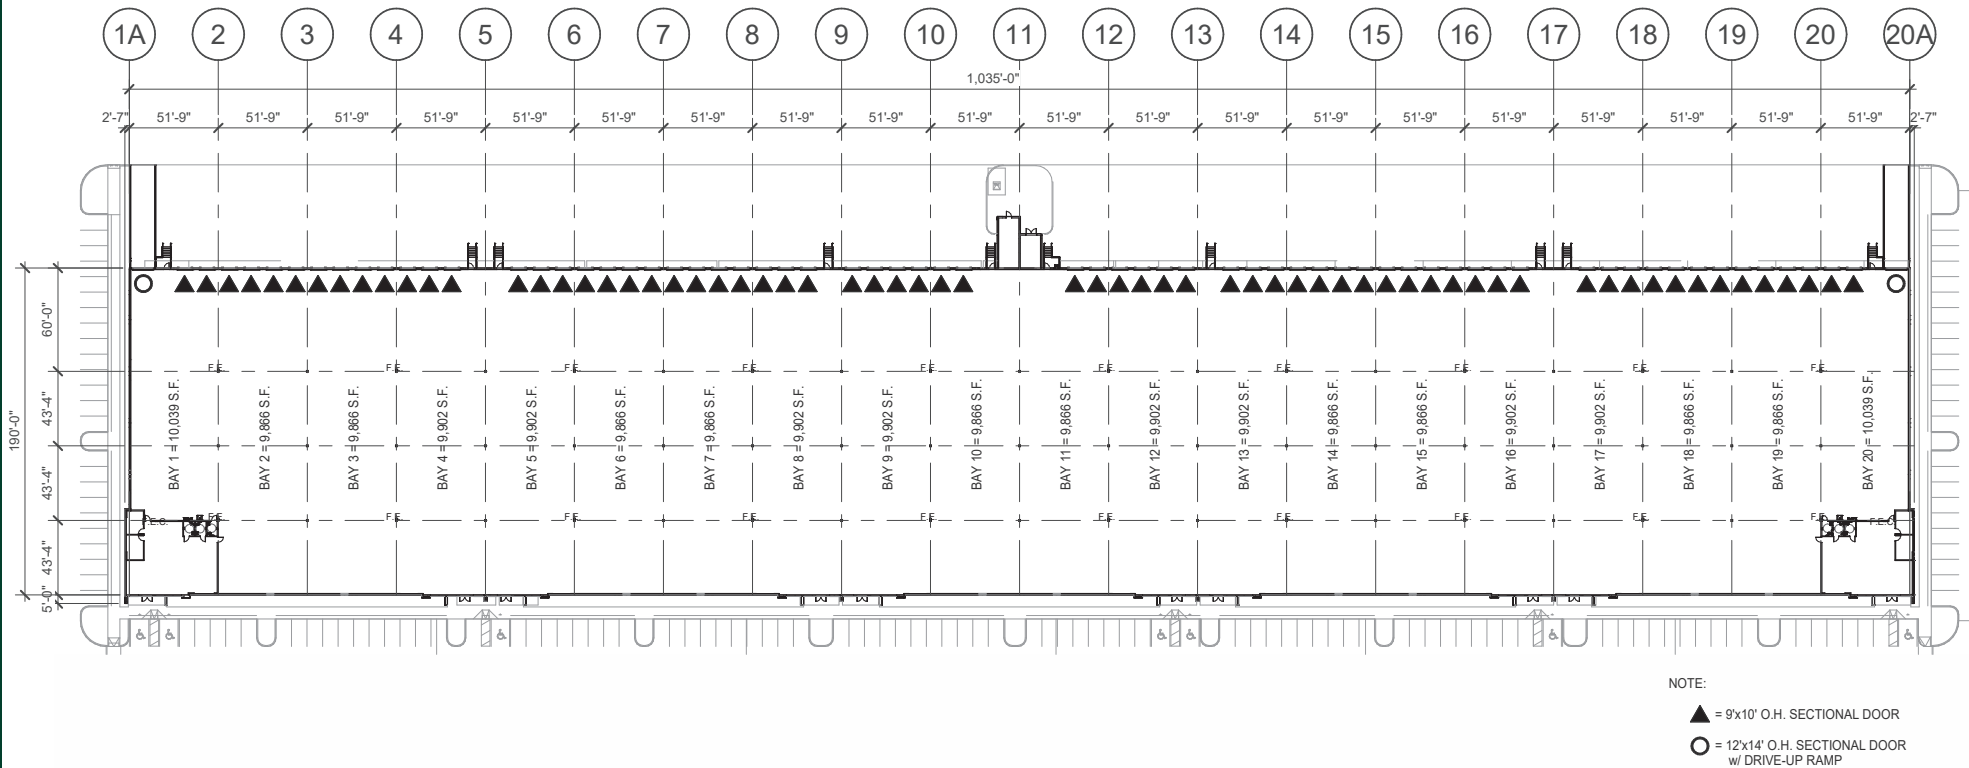 1A 2 3 4 5 6 7 8 9 10 11 12 13 14 15 16 17 18 19 20 20A
1,035'-0"
2'-7" 51'-9" 51'-9" 51'-9" 51'-9" 51'-9" 51'-9" 51'-9" 51'-9" 51'-9" 51'-9" 51'-9" 51'-9" 51'-9" 51'-9" 51'-9" 51'-9" 51'-9" 51'-9" 51'-9" 51'-9" 2'-7"
190'-0"
60'-0"
43'-4"
43'-4"
43'-4"
5'-0"
F.E. F.E. F.E. F.E. F.E. F.E. F.E. F.E. F.E. F.E.
BAY 1 = 10,039 S.F.
BAY 2 = 9,866 S.F.
BAY 3 = 9,866 S.F.
BAY 4 = 9,902 S.F.
BAY 5 = 9,902 S.F.
BAY 6 = 9,866 S.F.
BAY 7 = 9,866 S.F.
BAY 8 = 9,902 S.F.
BAY 9 = 9,902 S.F.
BAY 10 = 9,866 S.F.
BAY 11 = 9,866 S.F.
BAY 12 = 9,902 S.F.
BAY 13 = 9,902 S.F.
BAY 14 = 9,866 S.F.
BAY 15 = 9,866 S.F.
BAY 16 = 9,902 S.F.
BAY 17 = 9,902 S.F.
BAY 18 = 9,866 S.F.
BAY 19 = 9,866 S.F.
BAY 20 = 10,039 S.F.
F.E.C. F.E. F.E. F.E. F.E. F.E. F.E. F.E. F.E. F.E. F.E. F.E.C.
NOTE:
= 9'x10' O.H. SECTIONAL DOOR
= 12'x14' O.H. SECTIONAL DOOR
w/ DRIVE-UP RAMP